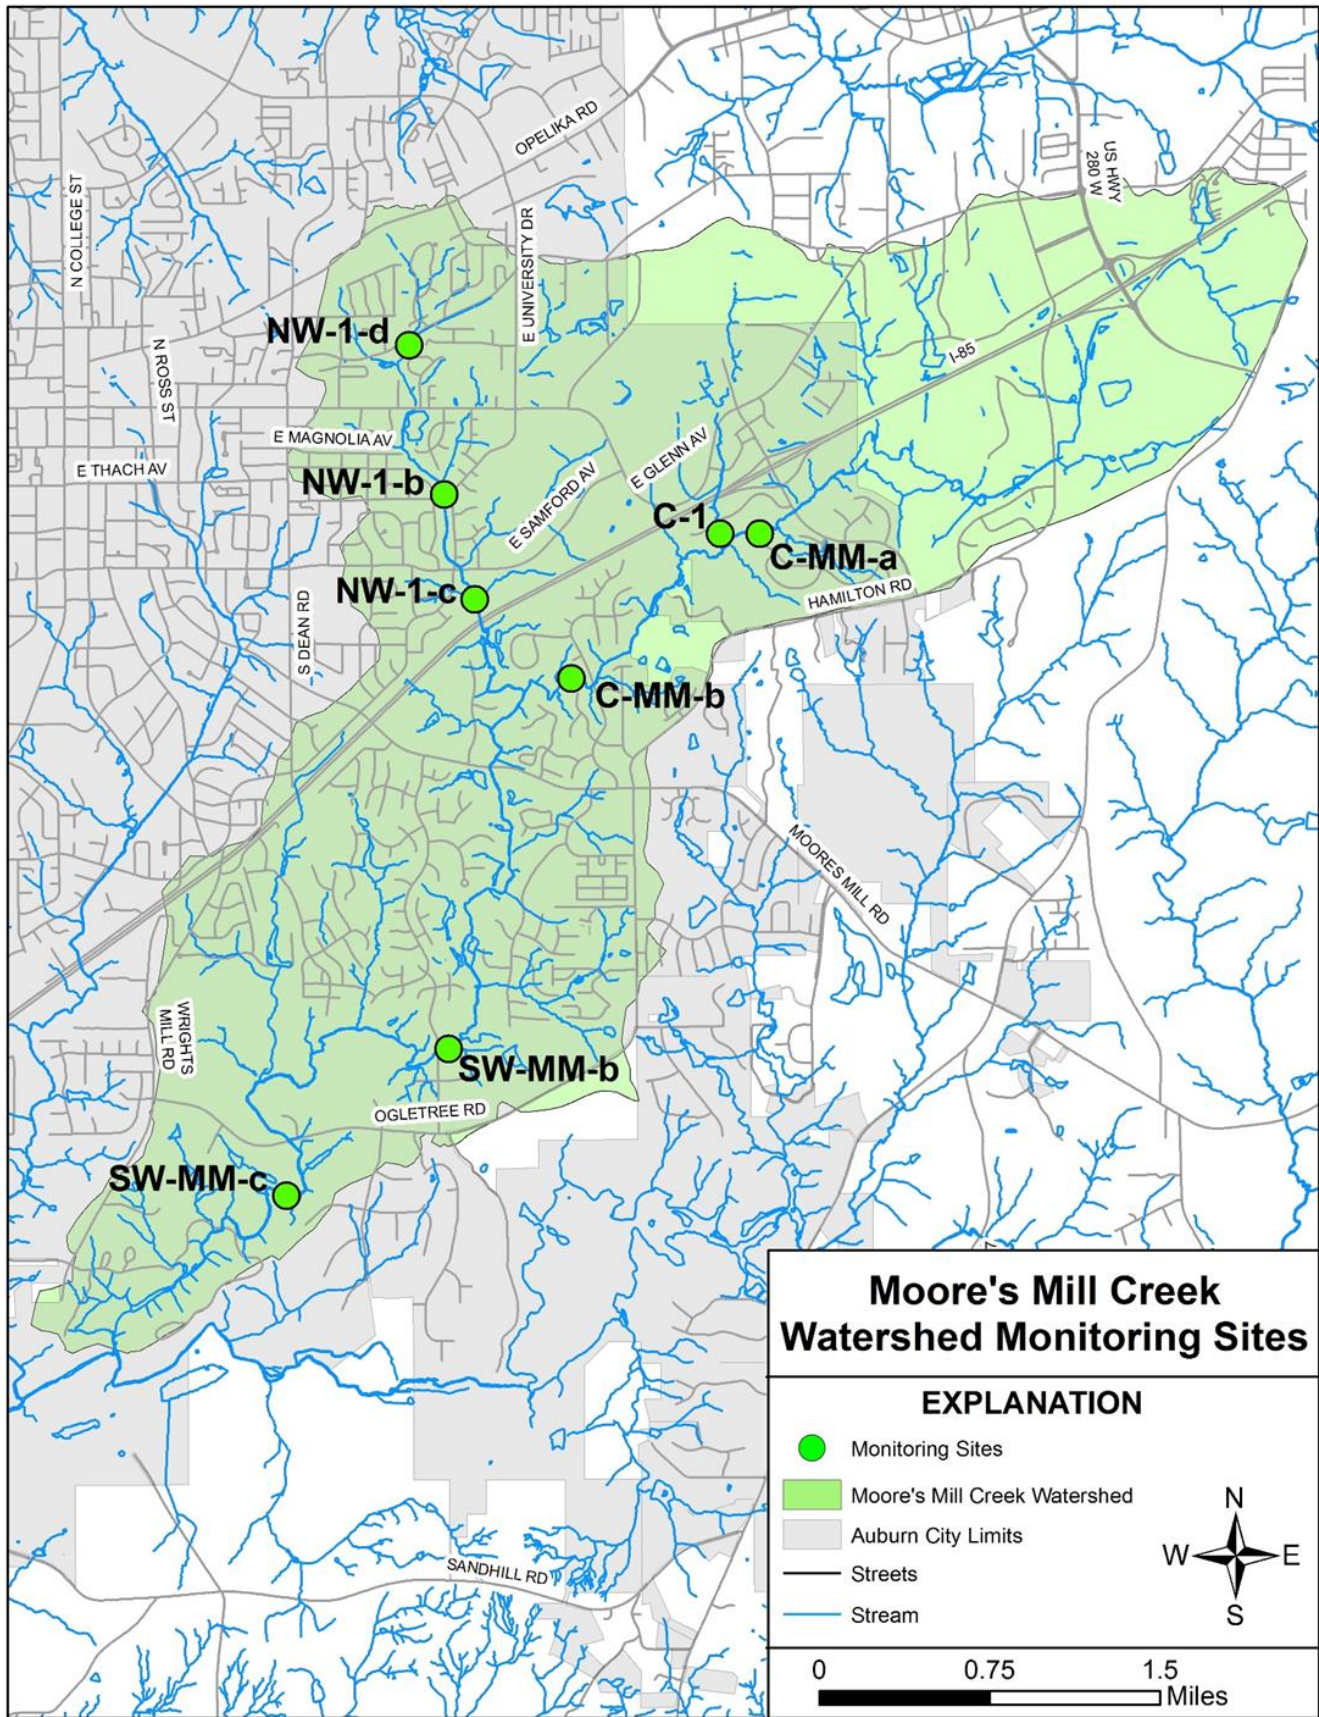 OPELIKA RD
US HWY
280 W
N COLLEGE ST
E UNIVERSITY DR
NW-1-d
N ROSS ST
I-85
E MAGNOLIA AV
E GLENN AV
E THACH AV
NW-1-b
E SAMFORD AV
C-1
C-MM-a
NW-1-c
HAMILTON RD
S DEAN RD
C-MM-b
MOORES MILL RD
WRIGHTS
MILL RD
SW-MM-b
OGLETREE RD
SW-MM-c
Moore's Mill Creek
Watershed Monitoring Sites
EXPLANATION
Monitoring Sites
Moore's Mill Creek Watershed
Auburn City Limits
Streets
Stream
N
W E
S
SANDHILL RD
0 0.75 1.5
Miles